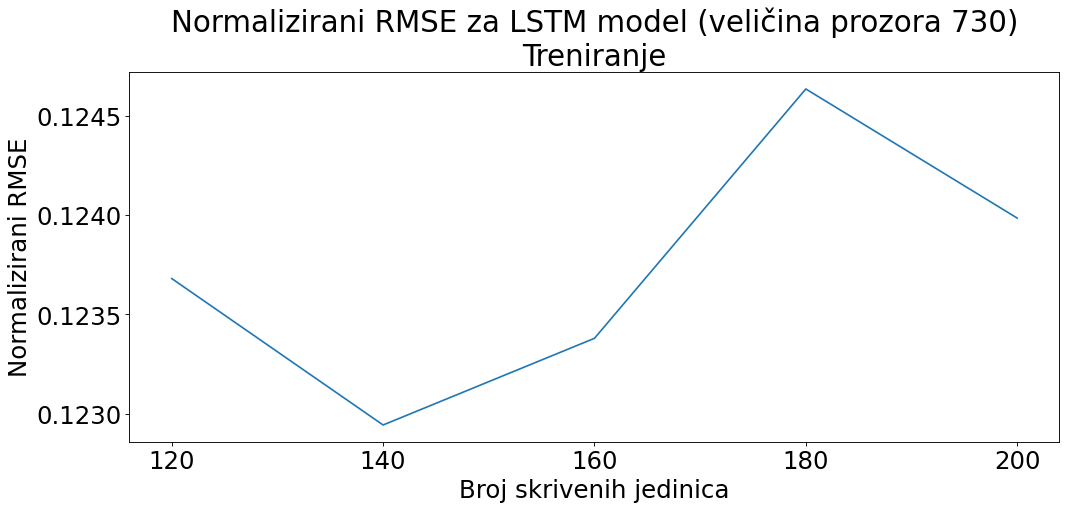 Normalizirani RMSE za LSTM model (veličina prozora 730)
Treniranje
Normalizirani RMSE
0.1245
0.1240
0.1235
0.1230
120 140 160 180 200
Broj skrivenih jedinica